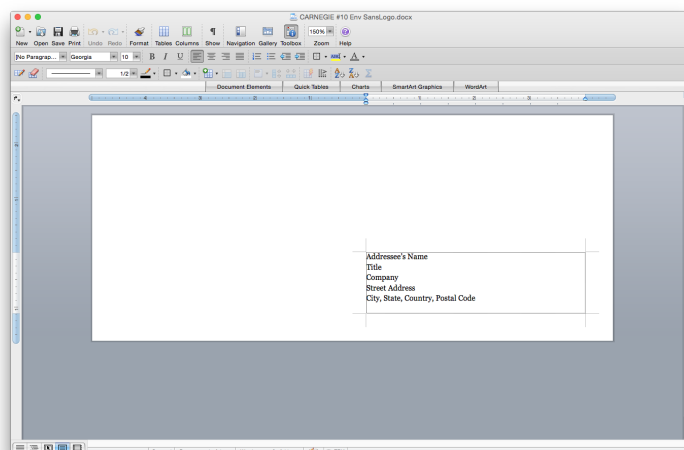 CARNEGIE #10 Env SansLogo.docx
150%
New Open Save Print Undo Redo Format Tables Columns Show Navigation Gallery Toolbox Zoom Help
[No Paragrap... Georgia 10 B I U
1/2
Document Elements Quick Tables Charts SmartArt Graphics WordArt
Addressee's Name
Title
Company
Street Address
City, State, Country, Postal Code